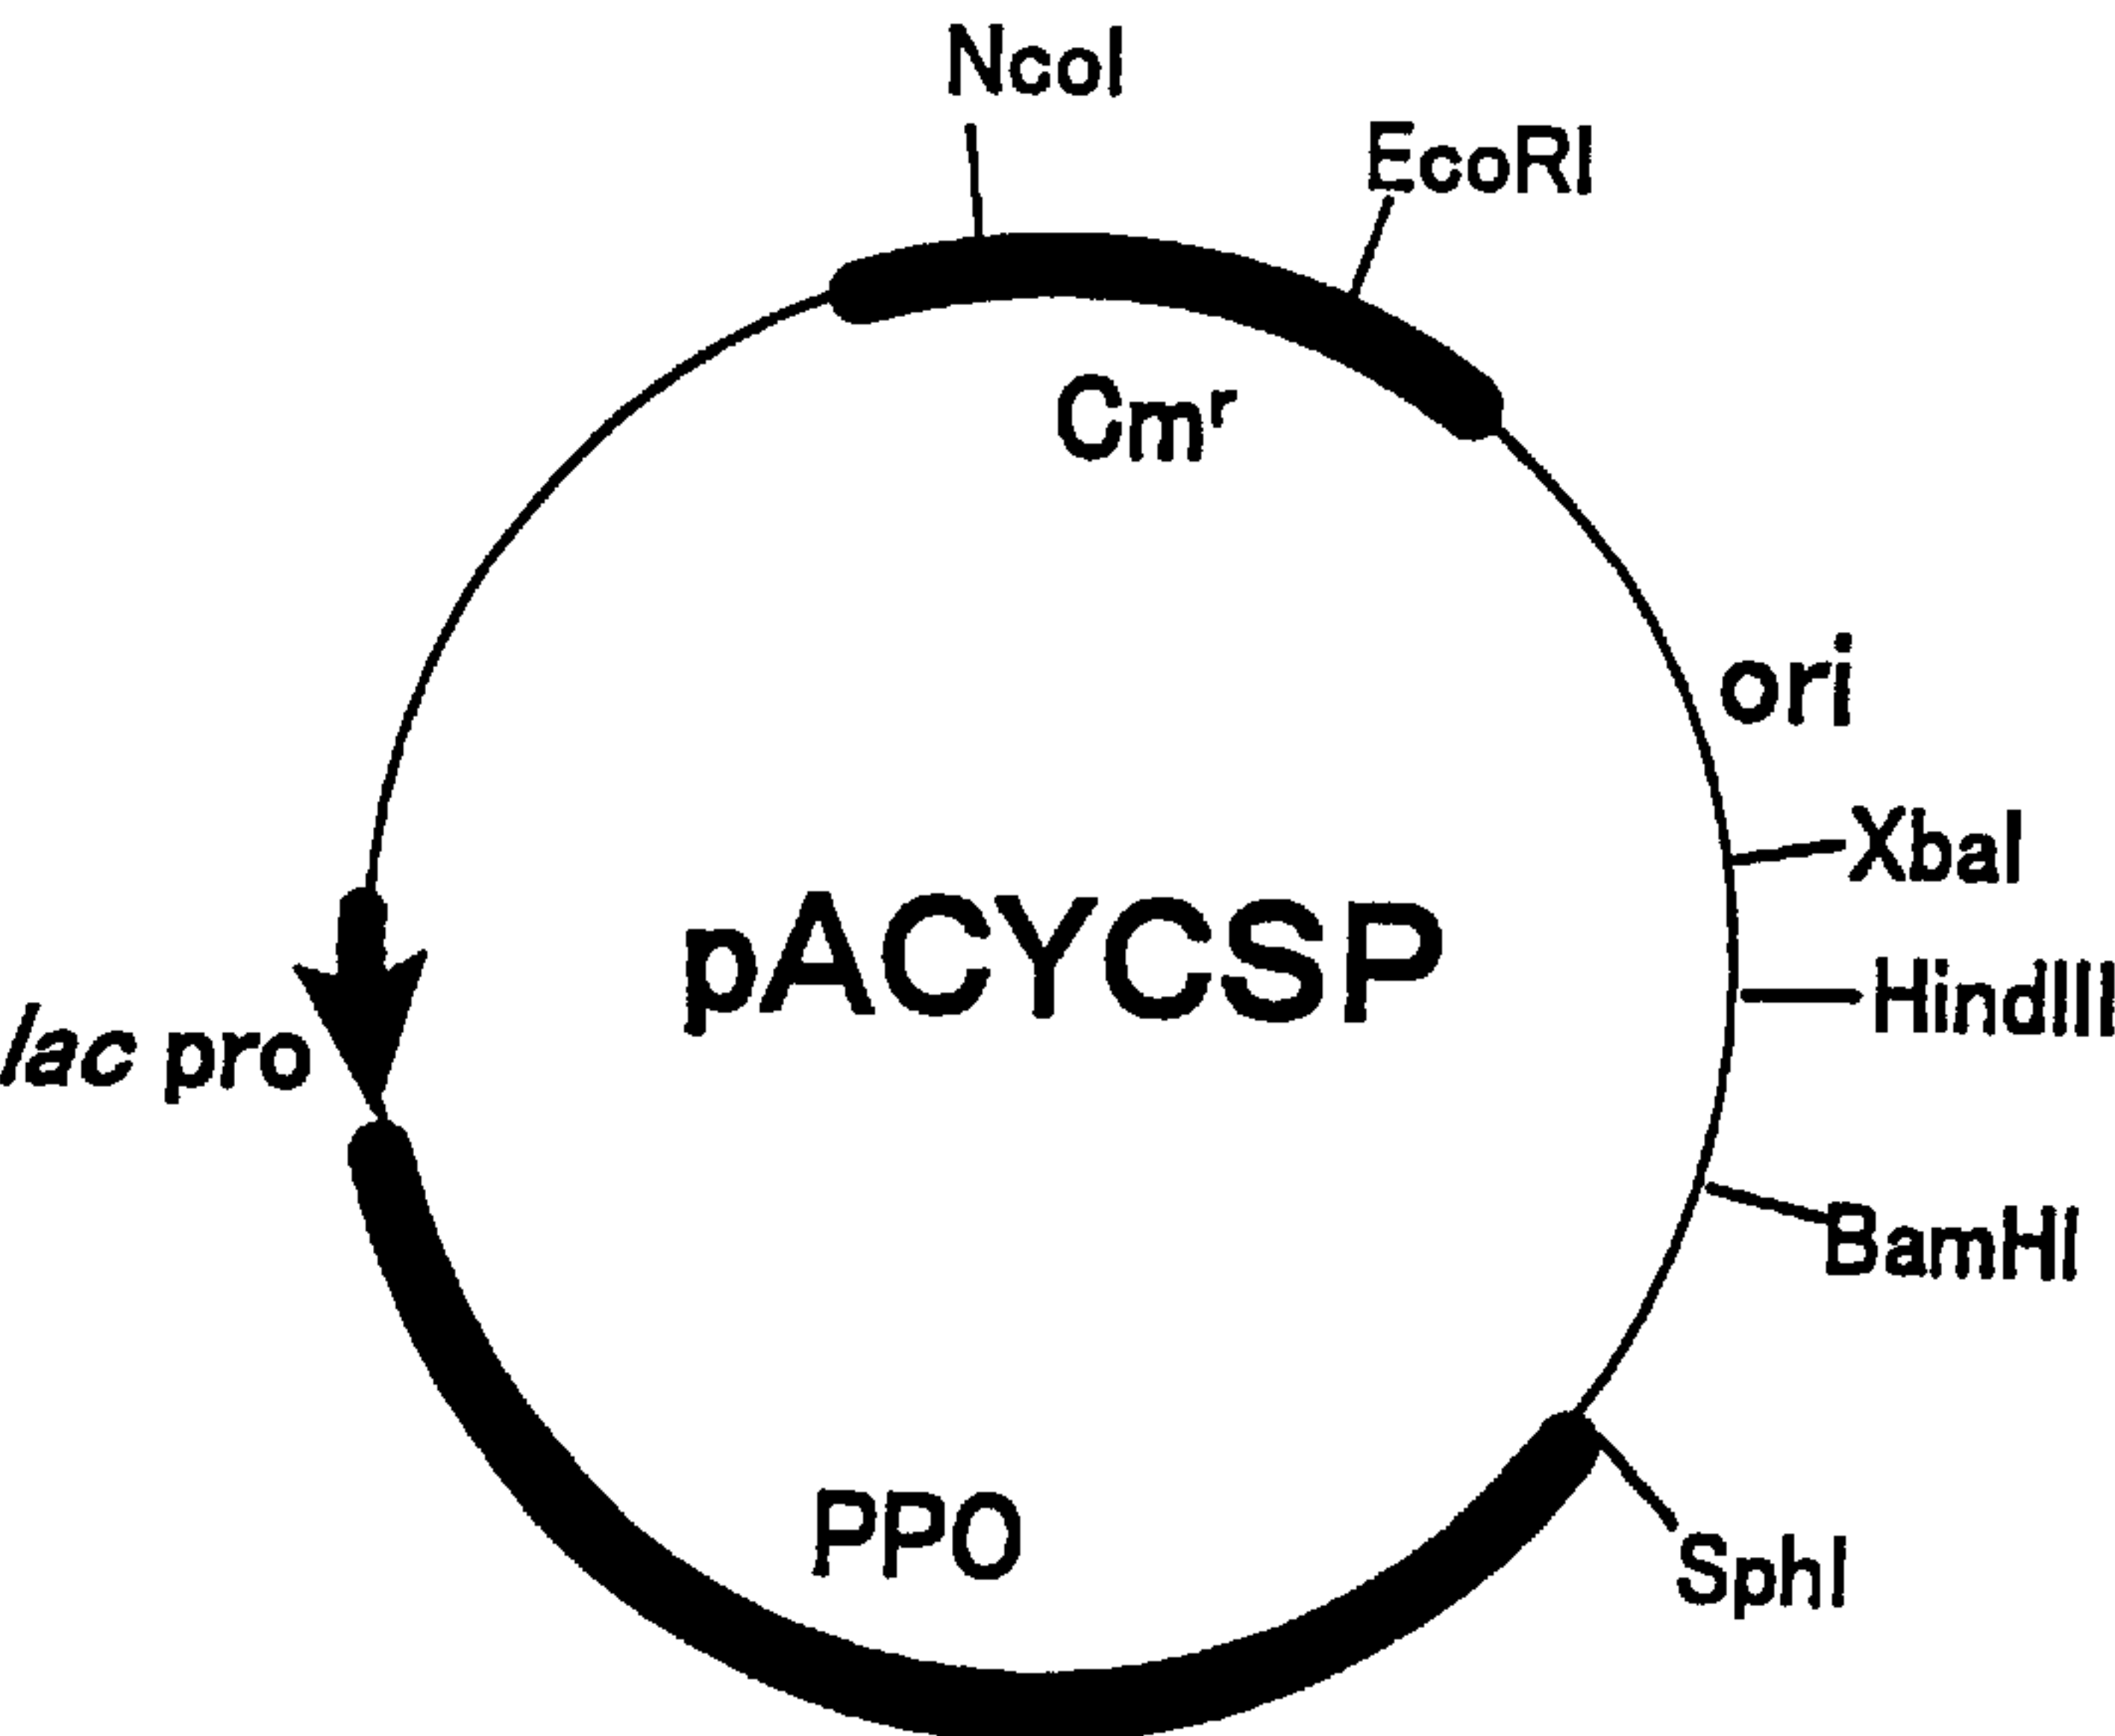 NcoI
EcoRI
Cmʳ
ori
XbaI
pACYCSP
HindIII
lac pro
BamHI
PPO
SphI